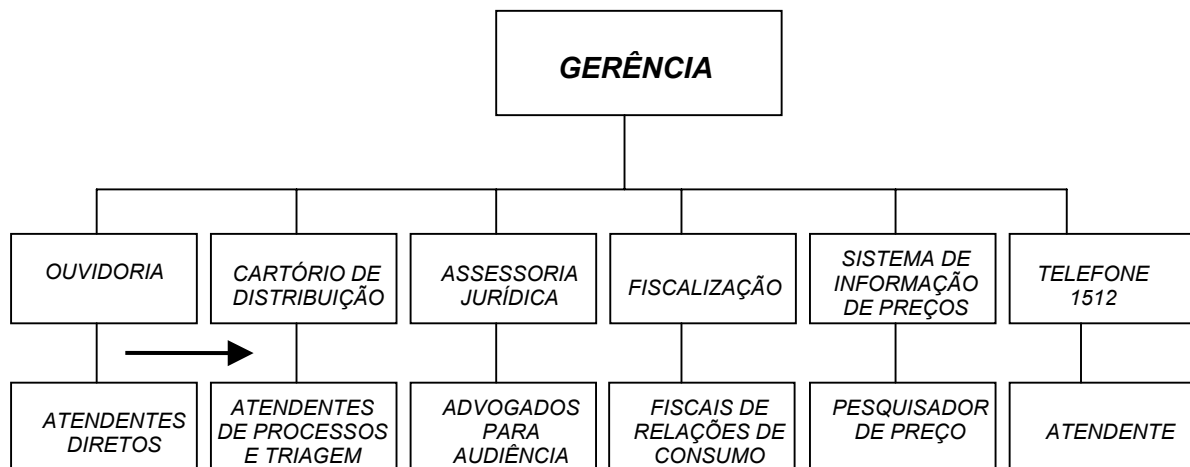 GERÊNCIA
OUVIDORIA
CARTÓRIO DE
DISTRIBUIÇÃO
ASSESSORIA
JURÍDICA
FISCALIZAÇÃO
SISTEMA DE
INFORMAÇÃO
DE PREÇOS
TELEFONE
1512
ATENDENTES
DIRETOS
ATENDENTES
DE PROCESSOS
E TRIAGEM
ADVOGADOS
PARA
AUDIÊNCIA
FISCAIS DE
RELAÇÕES DE
CONSUMO
PESQUISADOR
DE PREÇO
ATENDENTE